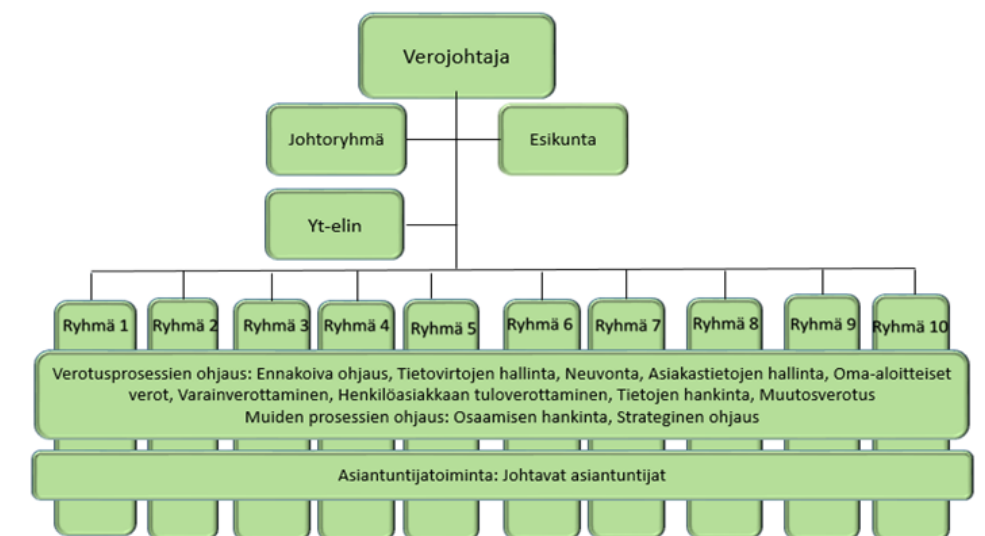 Verojohtaja
Johtoryhmä
Esikunta
Yt-elin
Ryhmä 1
Ryhmä 2
Ryhmä 3
Ryhmä 4
Ryhmä 5
Ryhmä 6
Ryhmä 7
Ryhmä 8
Ryhmä 9
Ryhmä 10
Verotusprosessien ohjaus: Ennakoiva ohjaus, Tietovirtojen hallinta, Neuvonta, Asiakastietojen hallinta, Oma-aloitteiset
verot, Varainverottaminen, Henkilöasiakkaan tuloverottaminen, Tietojen hankinta, Muutosverotus
Muiden prosessien ohjaus: Osaamisen hankinta, Strateginen ohjaus
Asiantuntijatoiminta: Johtavat asiantuntijat